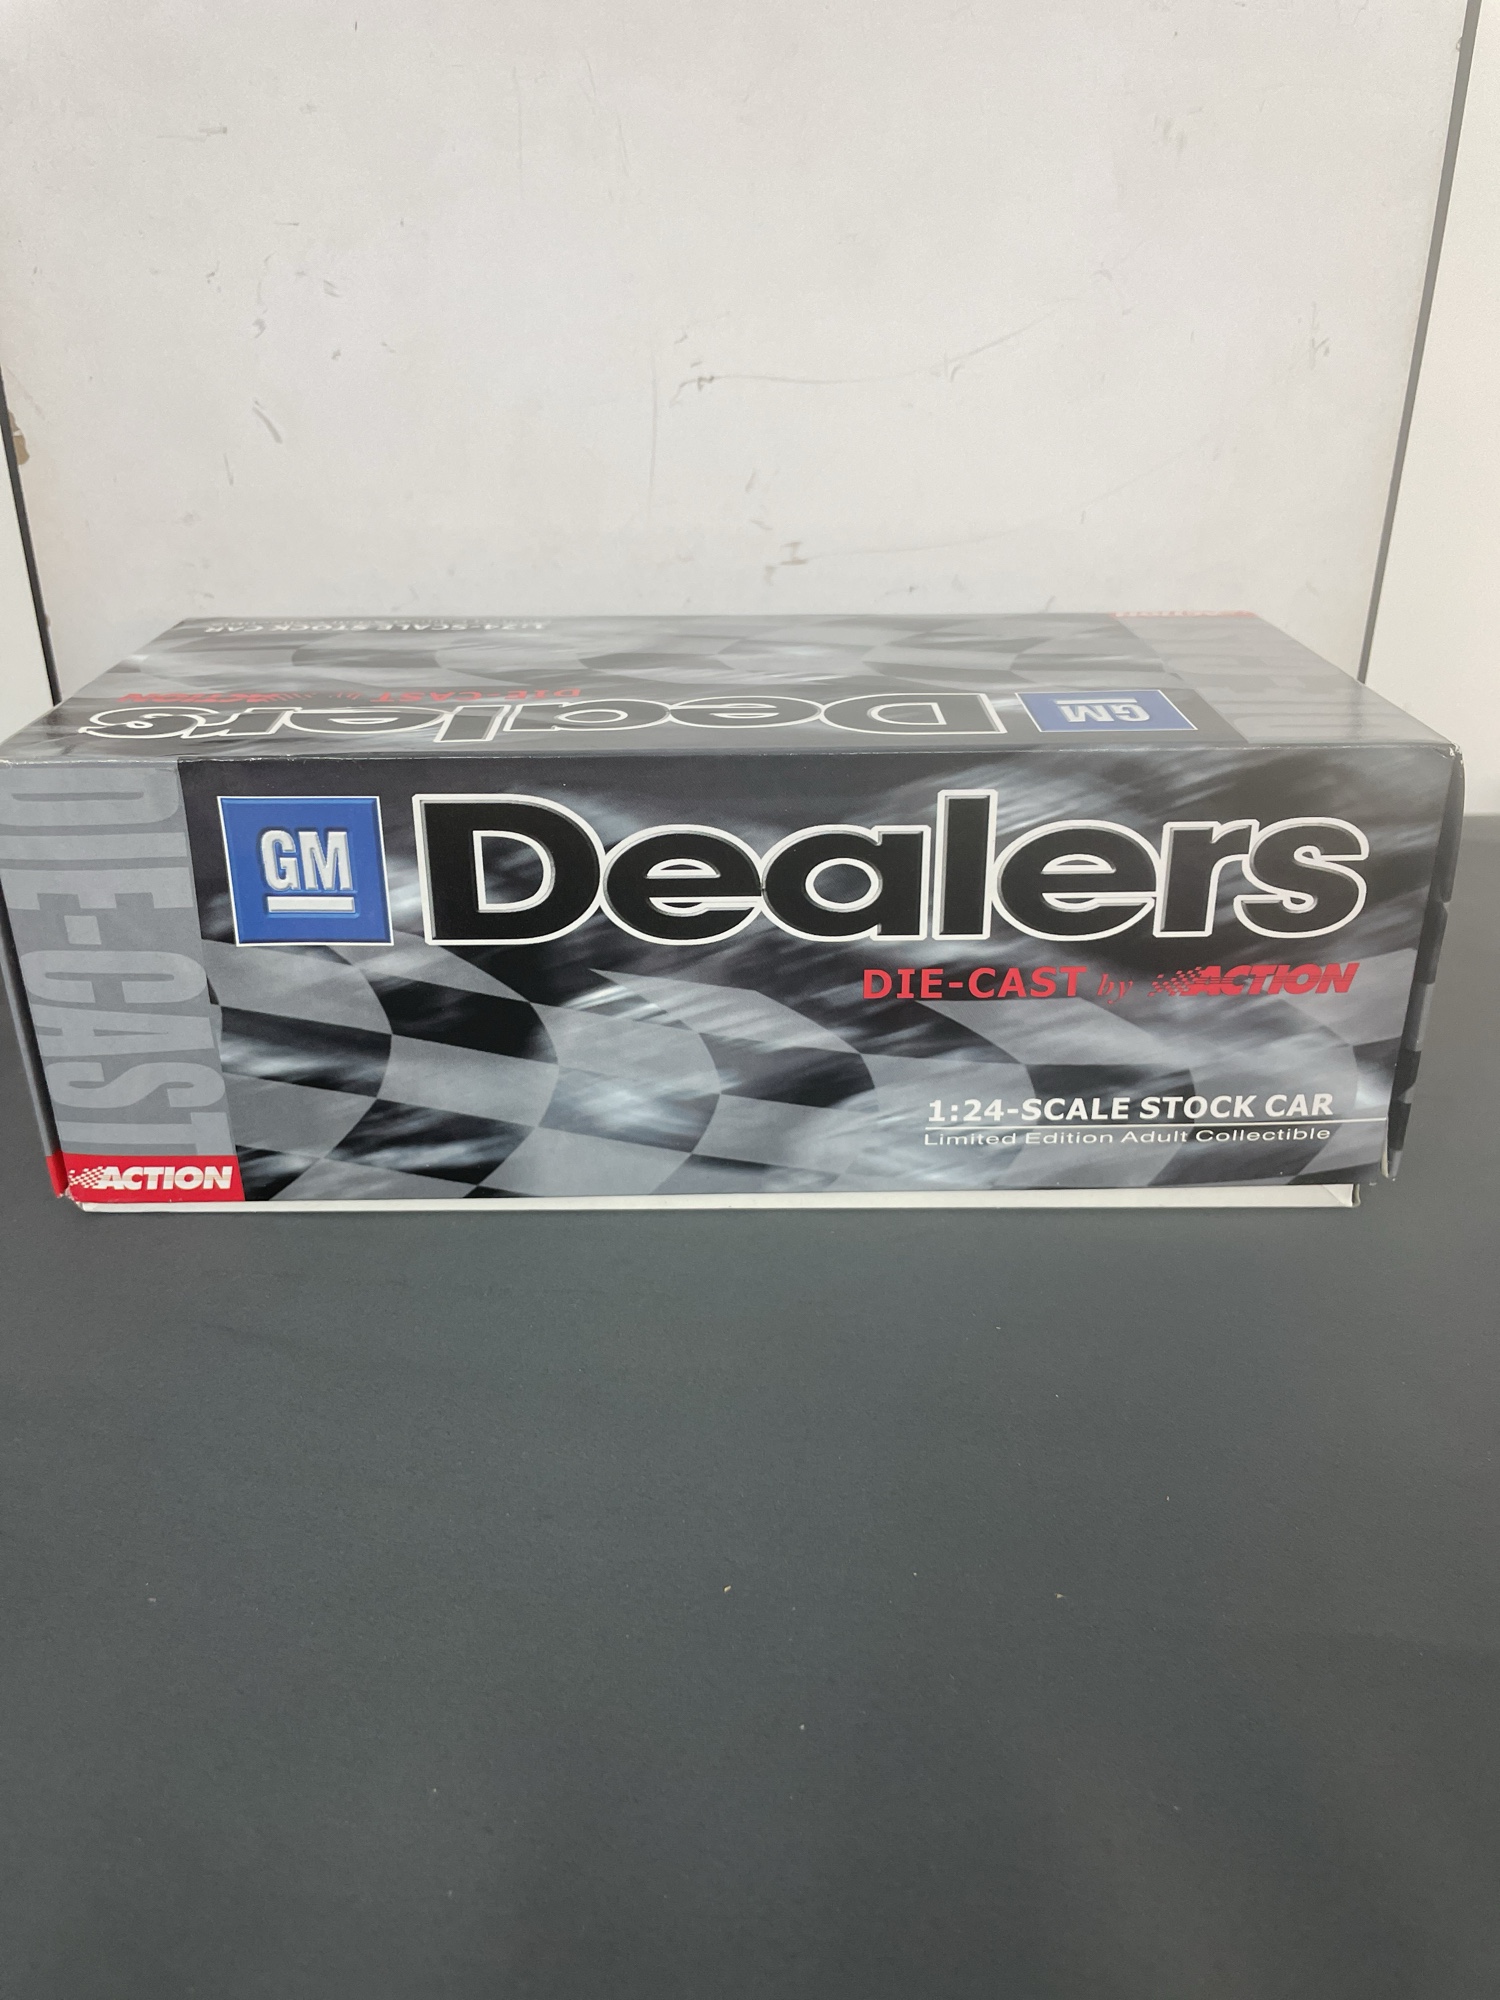 1:24-SCALE STOCK CAR
DIE-CAST by ACTION
Dealers
GM
GM
Dealers
DIE-CAST by ACTION
1:24-SCALE STOCK CAR
Limited Edition Adult Collectible
DIE-CAST
ACTION